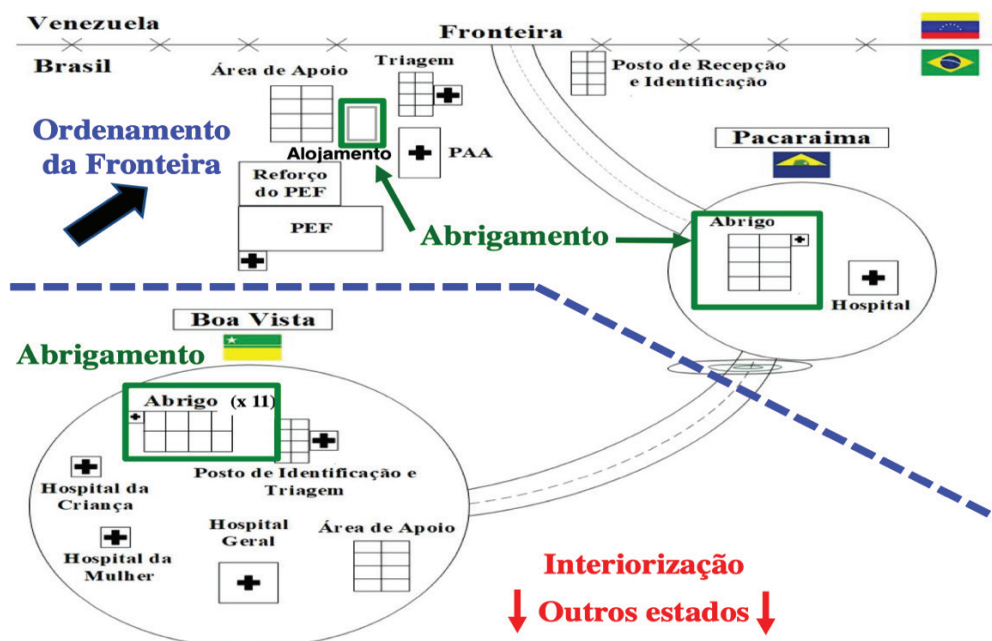 Venezuela
Fronteira
Brasil
Área de Apoio
Triagem
Posto de Recepção
e Identificação
Ordenamento
da Fronteira
Alojamento
PAA
Pacaraima
Reforço
do PEF
PEF
Abrigamento
Abrigo
Hospital
Boa Vista
Abrigamento
Abrigo (x 11)
Posto de Identificação e
Triagem
Hospital da
Criança
Hospital da
Mulher
Hospital
Geral
Área de Apoio
Interiorização
Outros estados